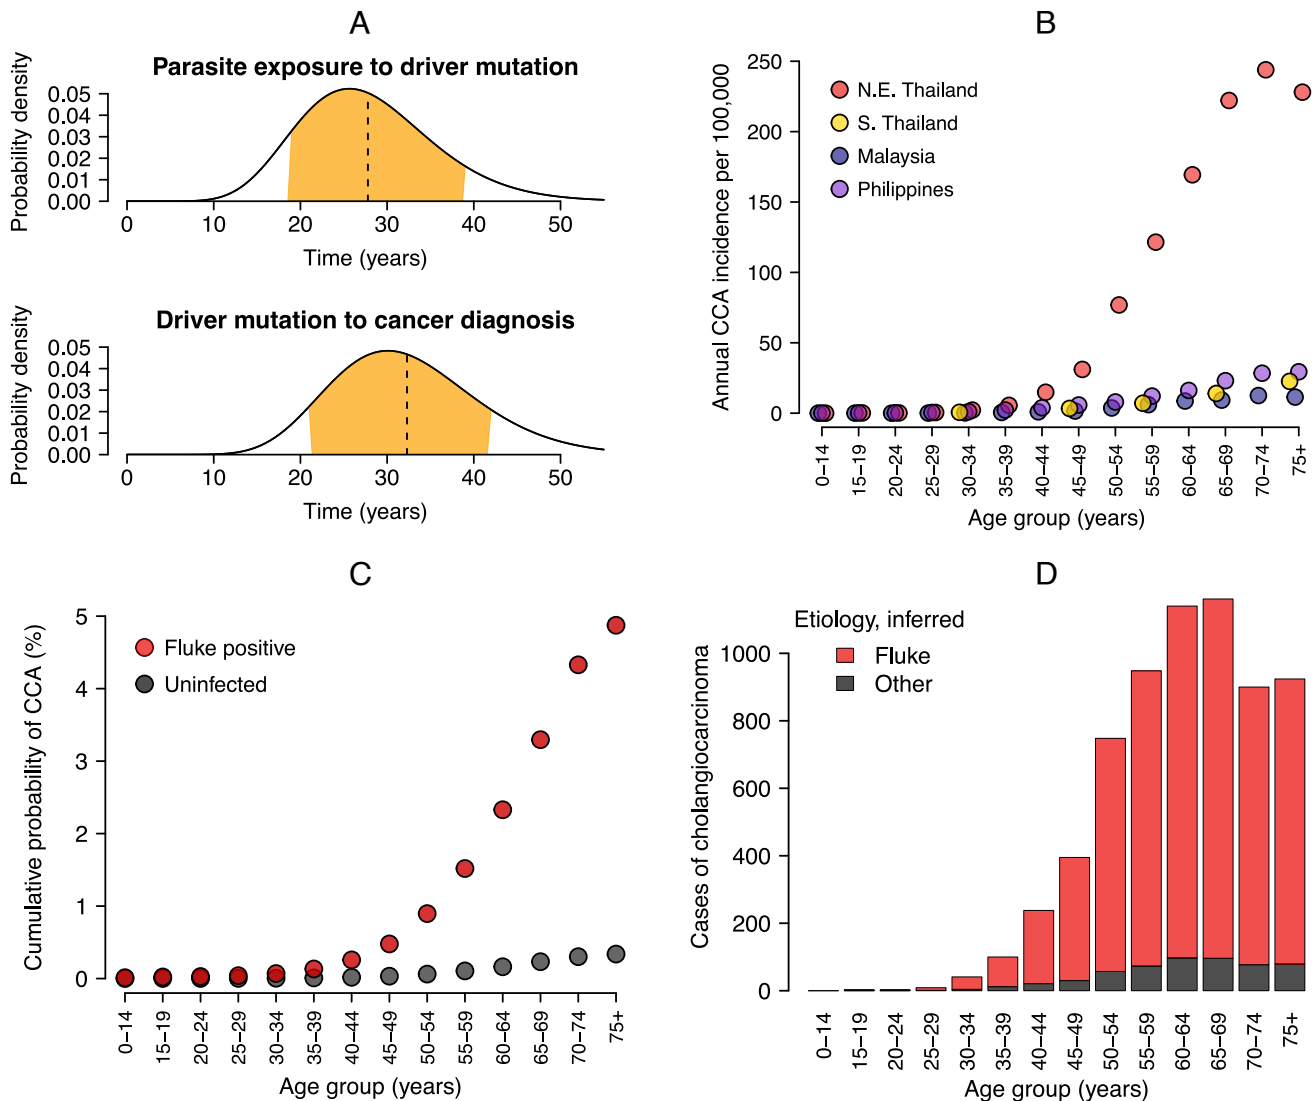 A
Parasite exposure to driver mutation
Probability density
0.05
0.04
0.03
0.02
0.01
0.00
0 10 20 30 40 50
Time (years)
Driver mutation to cancer diagnosis
Probability density
0.05
0.04
0.03
0.02
0.01
0.00
0 10 20 30 40 50
Time (years)
B
Annual CCA incidence per 100,000
250
200
150
100
50
0
N.E. Thailand
S. Thailand
Malaysia
Philippines
0–14 15–19 20–24 25–29 30–34 35–39 40–44 45–49 50–54 55–59 60–64 65–69 70–74 75+
Age group (years)
C
Cumulative probability of CCA (%)
5
4
3
2
1
0
Fluke positive
Uninfected
0–14 15–19 20–24 25–29 30–34 35–39 40–44 45–49 50–54 55–59 60–64 65–69 70–74 75+
Age group (years)
D
Cases of cholangiocarcinoma
1000
800
600
400
200
0
Etiology, inferred
Fluke
Other
0–14 15–19 20–24 25–29 30–34 35–39 40–44 45–49 50–54 55–59 60–64 65–69 70–74 75+
Age group (years)